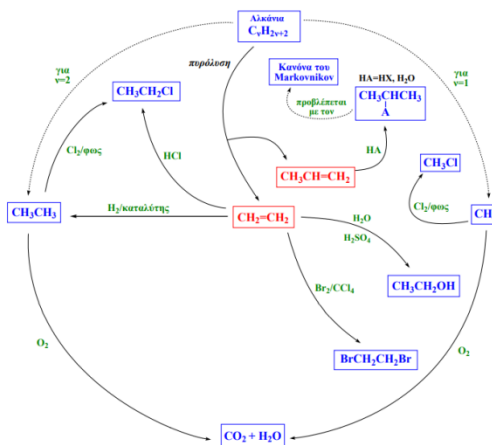 Αλκάνια
CνH2ν+2
πυρόλυση
για
ν=2
Κανόνα του
Markovnikov
HA=HX, H2O
για
ν=1
CH3CHCH3
A
προβλέπεται
με τον
CH3CH2Cl
HA
Cl2/φως
HCl
CH3CH=CH2
CH3Cl
Cl2/φως
CH3CH3
H2/καταλύτης
CH2=CH2
H2O
H2SO4
CH
CH3CH2OH
Br2/CCl4
O2
BrCH2CH2Br
O2
CO2 + H2O